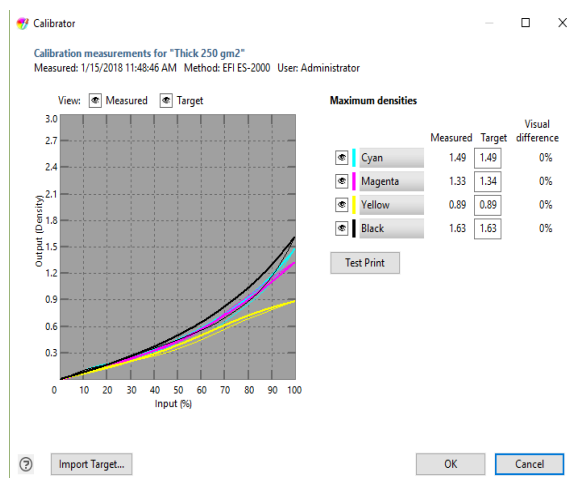 Calibrator
Calibration measurements for "Thick 250 gm2"
Measured: 1/15/2018 11:48:46 AM Method: EFI ES-2000 User: Administrator
View: Measured Target
Maximum densities
Visual
Measured Target difference
Cyan 1.49 1.49 0%
Magenta 1.33 1.34 0%
Yellow 0.89 0.89 0%
Black 1.63 1.63 0%
Test Print
Output (Density)
3.0
2.7
2.4
2.1
1.8
1.5
1.2
0.9
0.6
0.3
0 10 20 30 40 50 60 70 80 90 100
Input (%)
? Import Target... OK Cancel